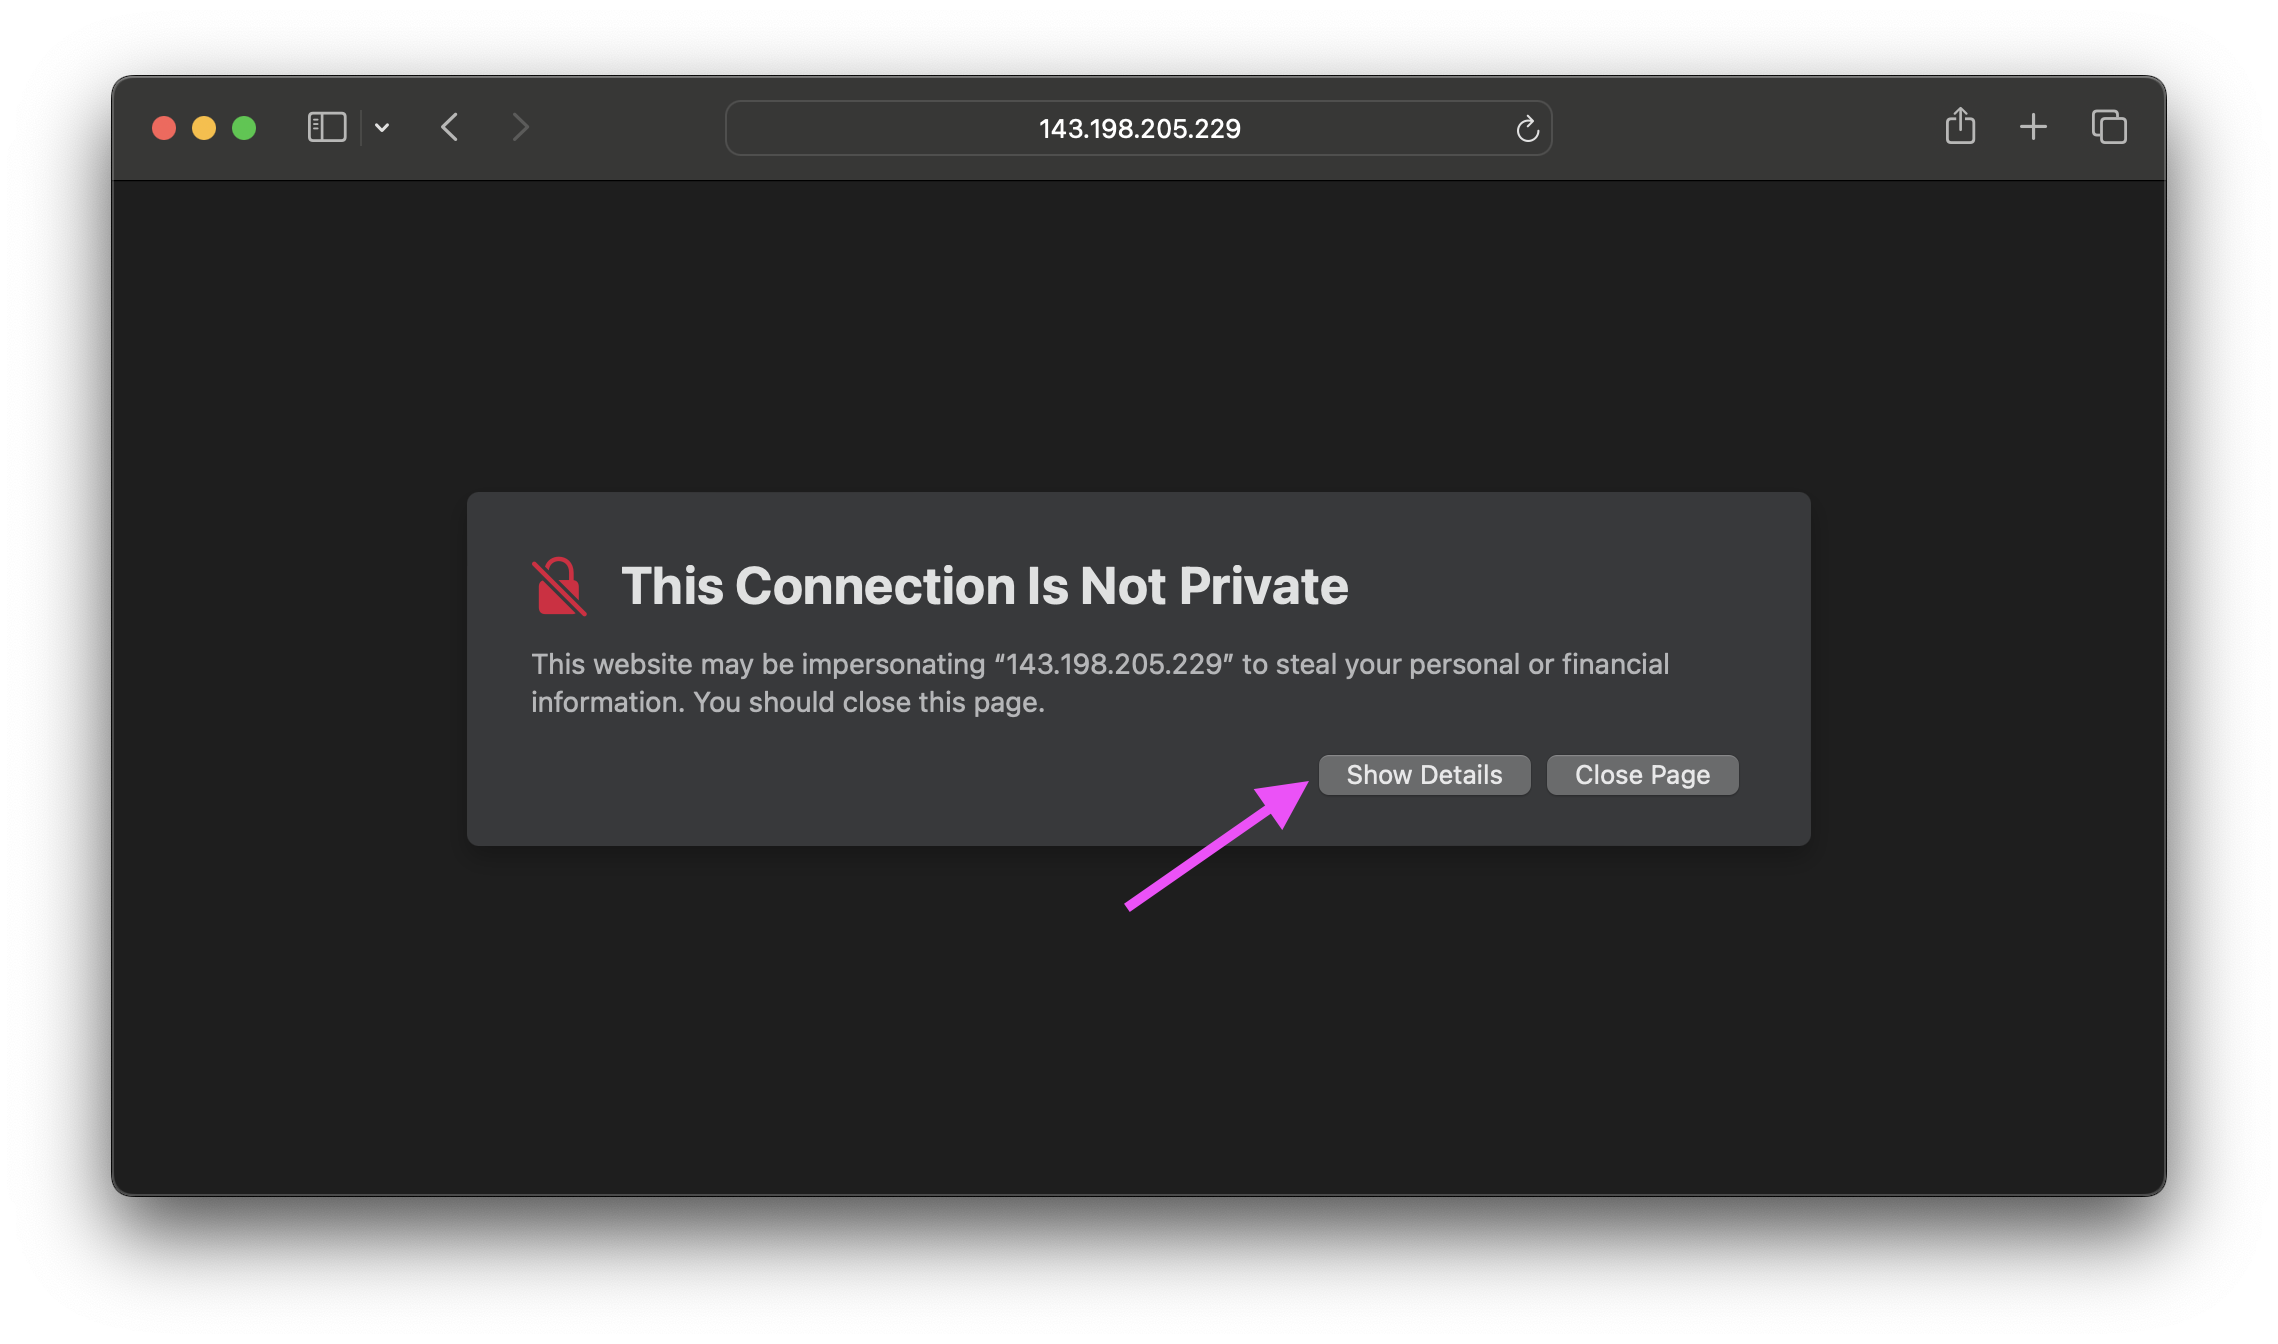 143.198.205.229
This Connection Is Not Private
This website may be impersonating “143.198.205.229” to steal your personal or financial
information. You should close this page.
Show Details
Close Page